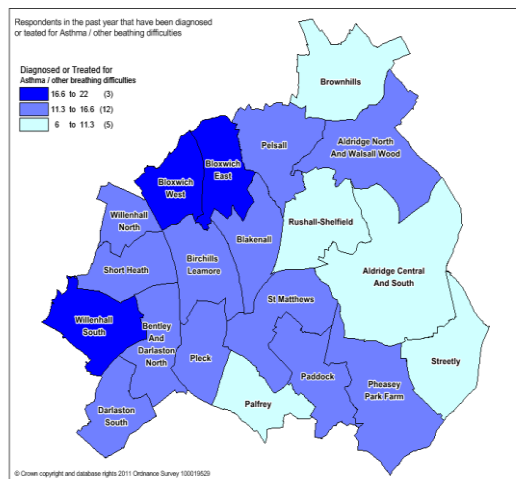 Respondents in the past year that have been diagnosed
or teated for Asthma / other beathing difficulties
Diagnosed or Treated for
Asthma / other breathing difficulties
16.6 to 22 (3)
11.3 to 16.6 (12)
6 to 11.3 (5)
Brownhills
Pelsall
Aldridge North
And Walsall Wood
Bloxwich
East
Bloxwich
West
Willenhall
North
Rushall-Shelfield
Blakenall
Birchills
Leamore
Short Heath
Aldridge Central
And South
St Matthews
Willenhall
South
Bentley
And
Darlaston
North
Pleck
Streetly
Paddock
Pheasey
Park Farm
Palfrey
Darlaston
South
© Crown copyright and database rights 2011 Ordnance Survey 100019529